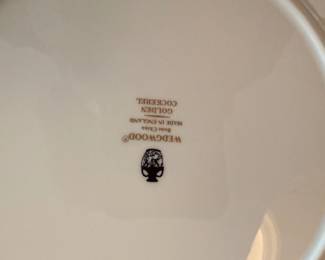 WEDGWOOD®
Bone China
MADE IN ENGLAND
GOLDEN
COCKEREL